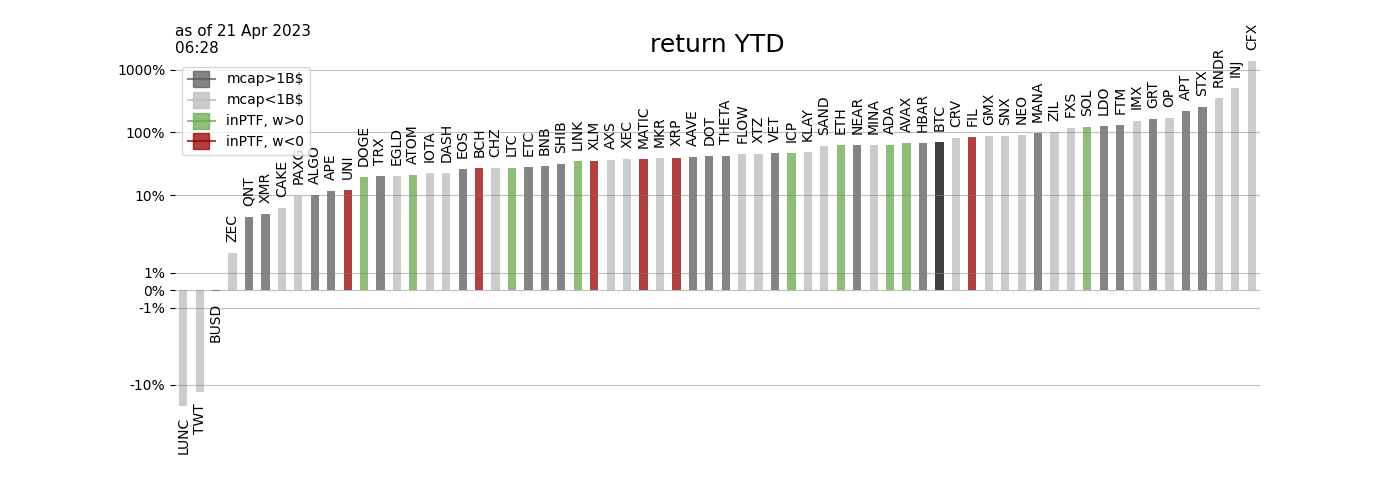 as of 21 Apr 2023
06:28
return YTD
1000%
100%
10%
1%
0%
-1%
-10%
mcap>1B$
mcap<1B$
inPTF, w>0
inPTF, w<0
LUNC
TWT
BUSD
ZEC
QNT
XMR
CAKE
PAXG
ALGO
APE
UNI
DOGE
TRX
EGLD
ATOM
IOTA
DASH
EOS
BCH
CHZ
LTC
ETC
BNB
SHIB
LINK
XLM
AXS
XEC
MATIC
MKR
XRP
AAVE
DOT
THETA
FLOW
XTZ
VET
ICP
KLAY
SAND
ETH
NEAR
MINA
ADA
AVAX
HBAR
BTC
CRV
FIL
GMX
SNX
NEO
MANA
ZIL
FXS
SOL
LDO
FTM
IMX
GRT
OP
APT
STX
RNDR
INJ
CFX